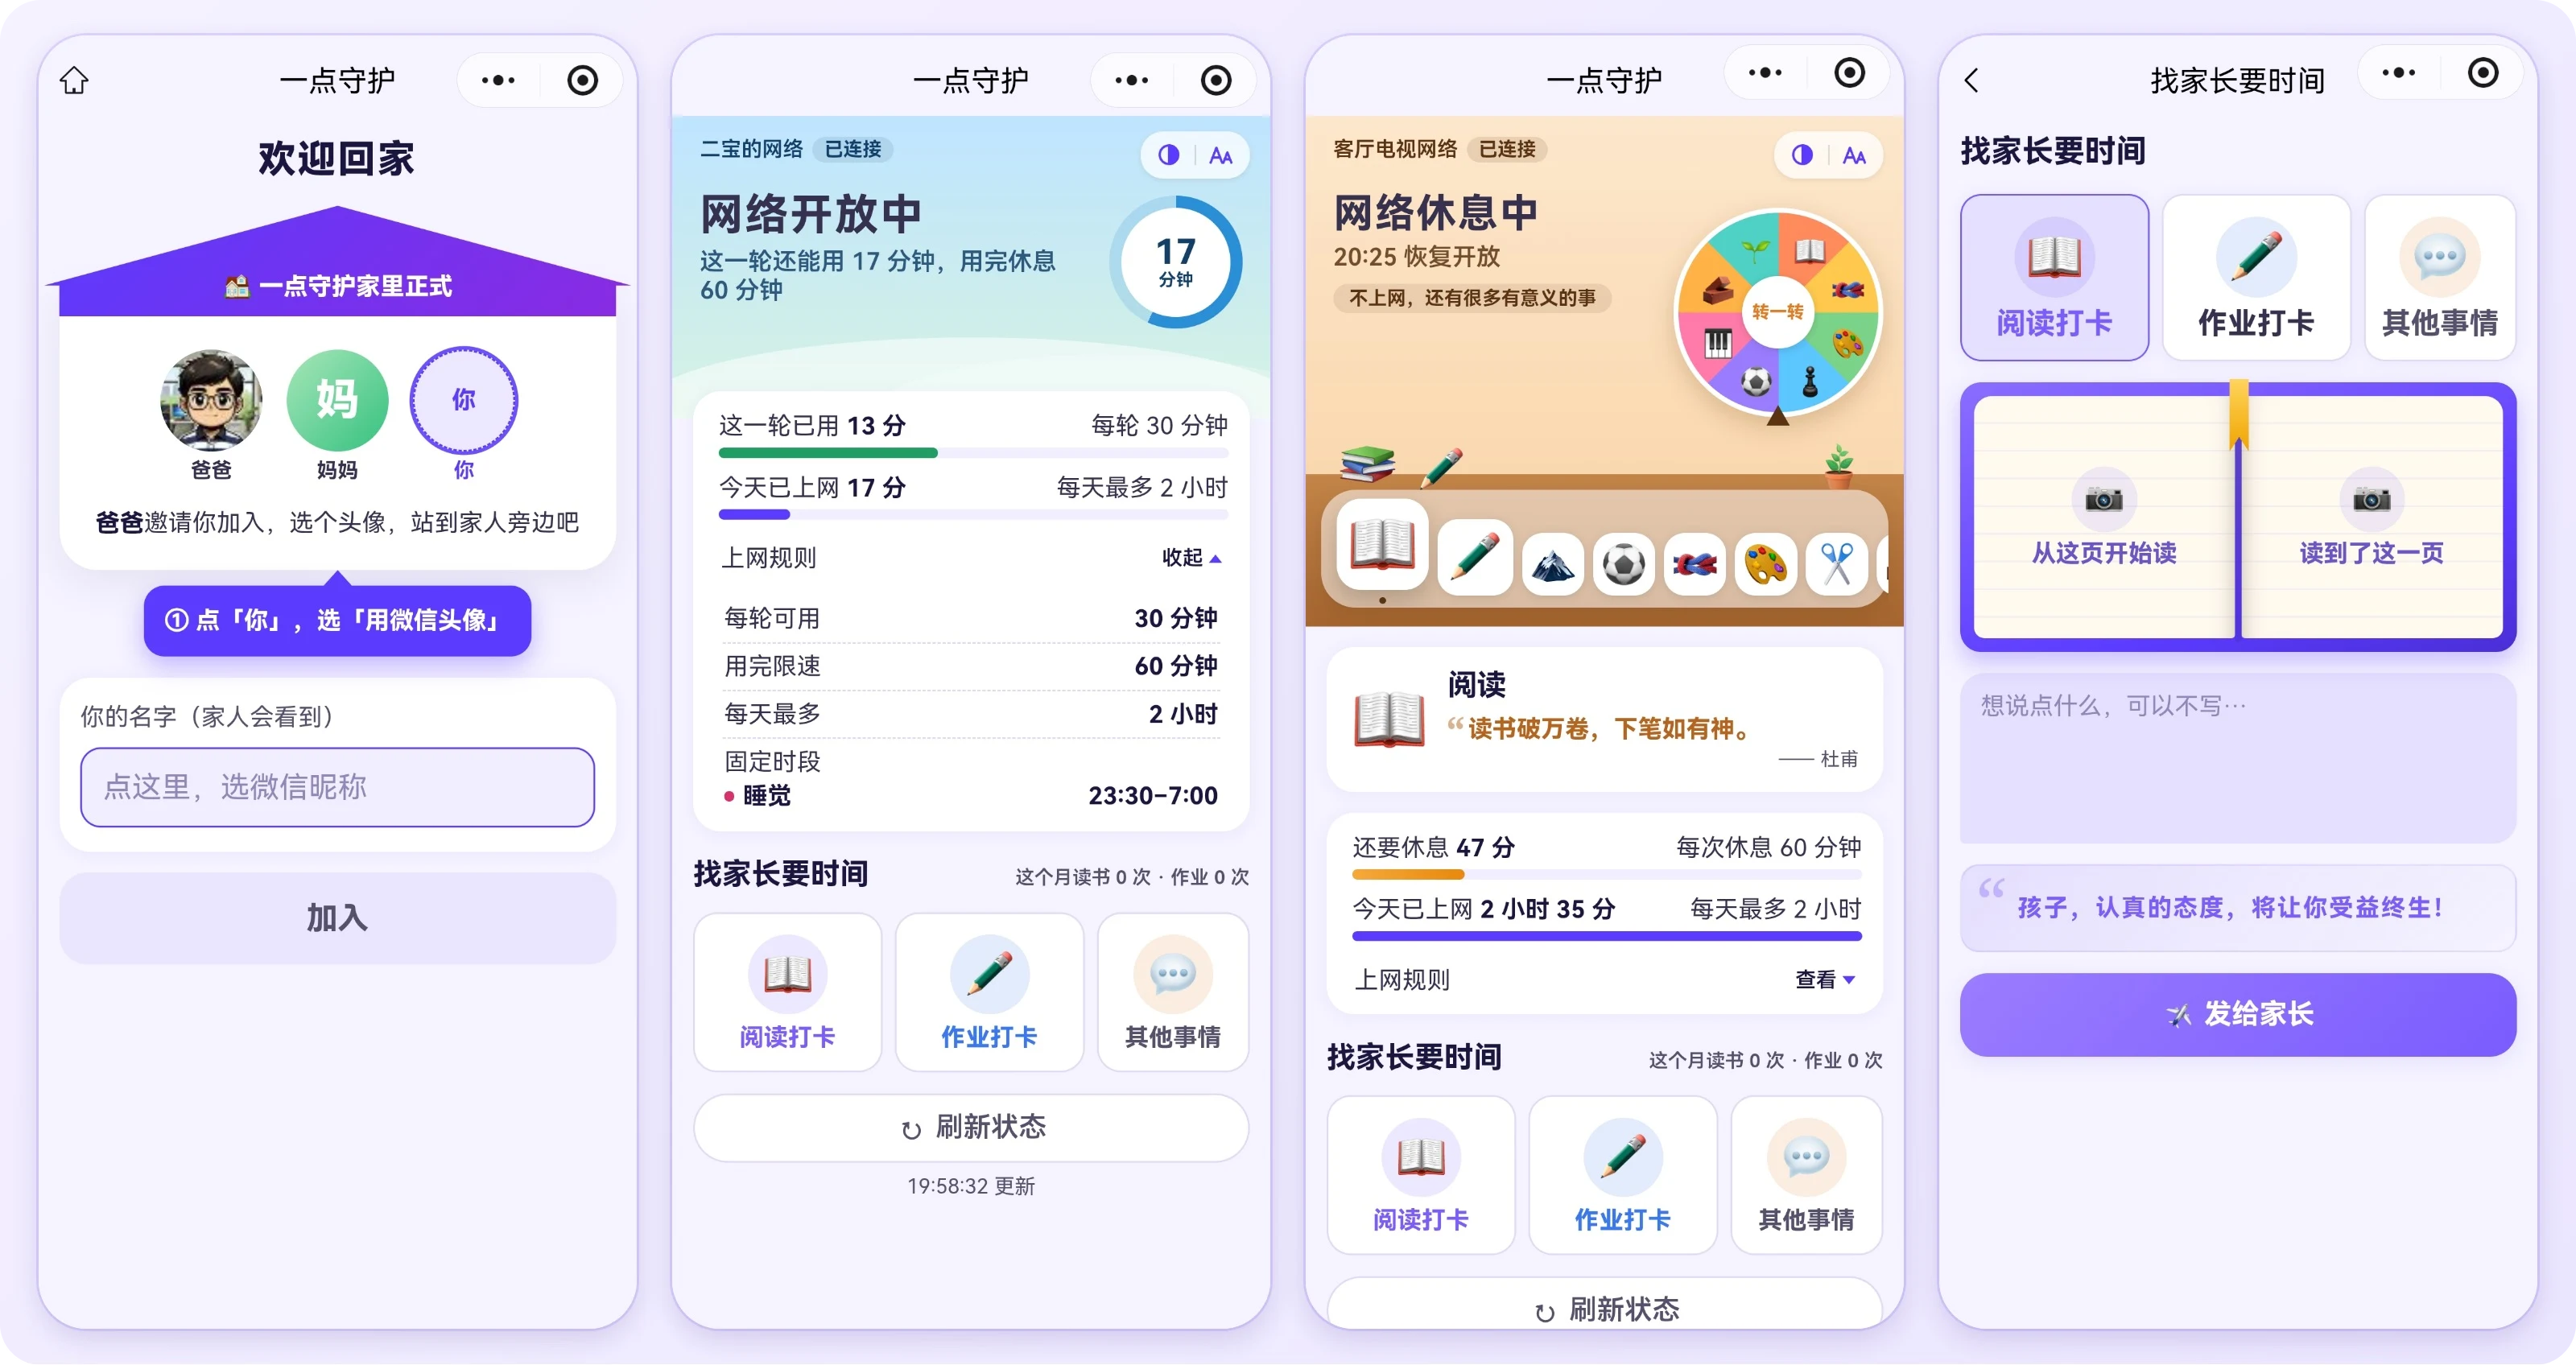 一点守护
欢迎回家
一点守护家里正式
妈
你
爸爸
妈妈
你
爸爸邀请你加入，选个头像，站到家人旁边吧
① 点「你」，选「用微信头像」
你的名字（家人会看到）
点这里，选微信昵称
加入
一点守护
二宝的网络 已连接
AA
网络开放中
这一轮还能用 17 分钟，用完休息
60 分钟
17
分钟
这一轮已用 13 分
每轮 30 分钟
今天已上网 17 分
每天最多 2 小时
上网规则
收起
每轮可用
30 分钟
用完限速
60 分钟
每天最多
2 小时
固定时段
睡觉
23:30–7:00
找家长要时间
这个月读书 0 次 · 作业 0 次
阅读打卡
作业打卡
其他事情
刷新状态
19:58:32 更新
一点守护
客厅电视网络 已连接
AA
网络休息中
20:25 恢复开放
不上网，还有很多有意义的事
转一转
阅读
“读书破万卷，下笔如有神。
—— 杜甫
还要休息 47 分
每次休息 60 分钟
今天已上网 2 小时 35 分
每天最多 2 小时
上网规则
查看
找家长要时间
这个月读书 0 次 · 作业 0 次
阅读打卡
作业打卡
其他事情
刷新状态
找家长要时间
找家长要时间
阅读打卡
作业打卡
其他事情
从这页开始读
读到了这一页
想说点什么，可以不写…
“ 孩子，认真的态度，将让你受益终生！
发给家长